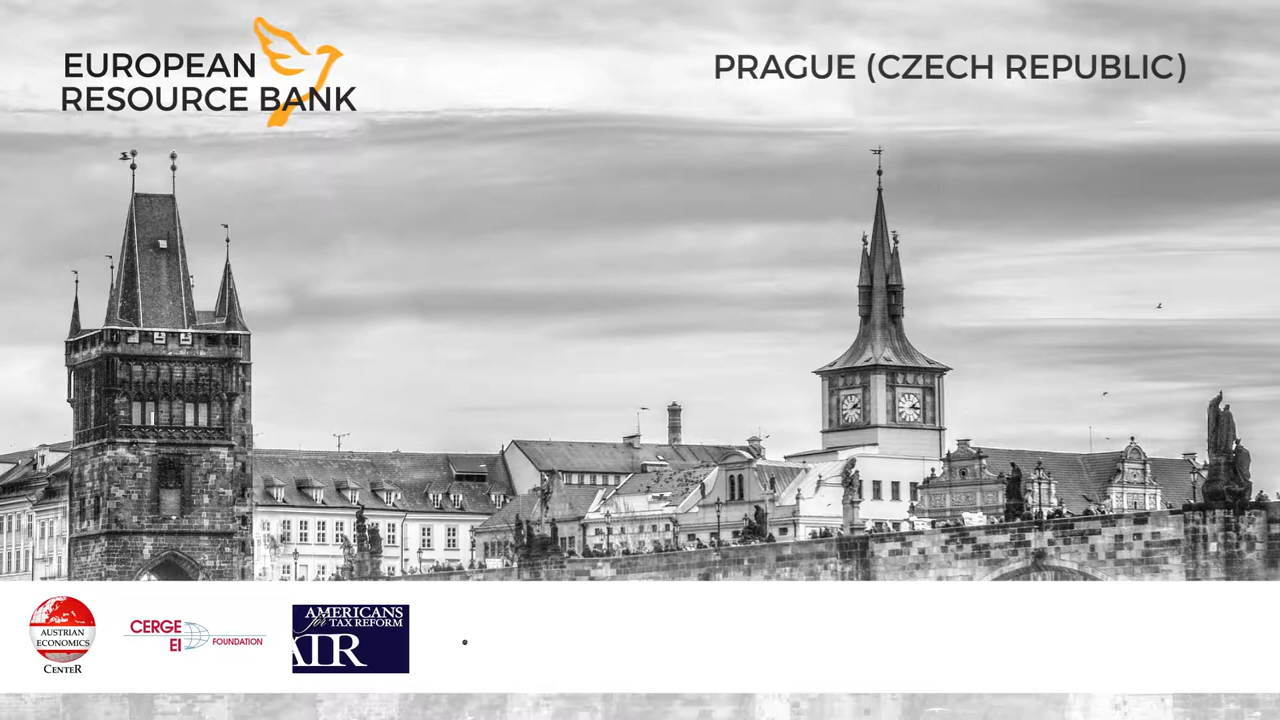 EUROPEAN
RESOURCE BANK
PRAGUE (CZECH REPUBLIC)
AUSTRIAN
ECONOMICS
CENTER
CERGE
EI
FOUNDATION
AMERICANS
for TAX REFORM
ATR